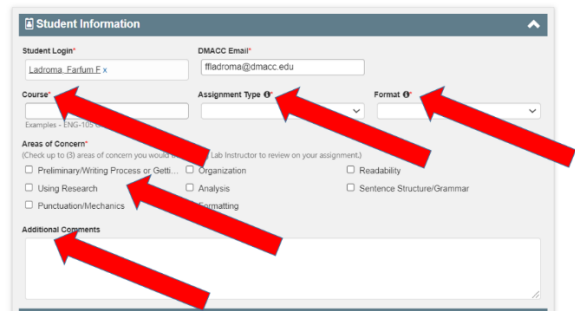 Student Information
Student Login* DMACC Email*
Ladroma, Farfum F x ffladroma@dmacc.edu
Course* Assignment Type * Format *
Examples - ENG-105
Areas of Concern*
(Check up to (3) areas of concern you would Lab Instructor to review on your assignment.)
Preliminary/Writing Process or Getti... Organization Readability
Using Research Analysis Sentence Structure/Grammar
Punctuation/Mechanics Formatting
Additional Comments